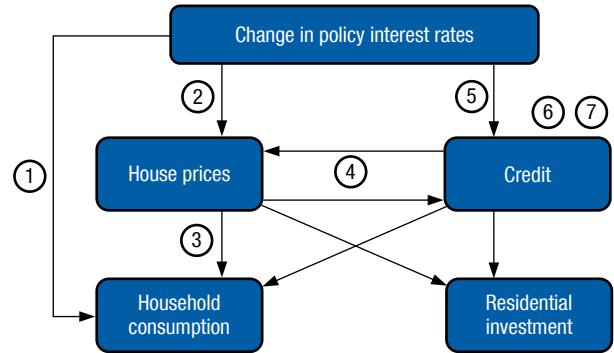 Change in policy interest rates
2
5
6
7
1
House prices
4
Credit
3
Household
consumption
Residential
investment